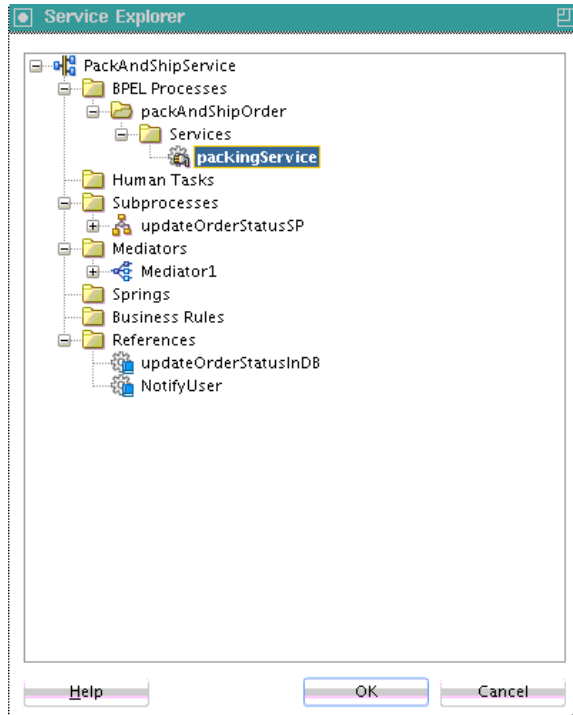 Service Explorer
PackAndShipService
BPEL Processes
packAndShipOrder
Services
packingService
Human Tasks
Subprocesses
updateOrderStatusSP
Mediators
Mediator1
Springs
Business Rules
References
updateOrderStatusInDB
NotifyUser
Help OK Cancel